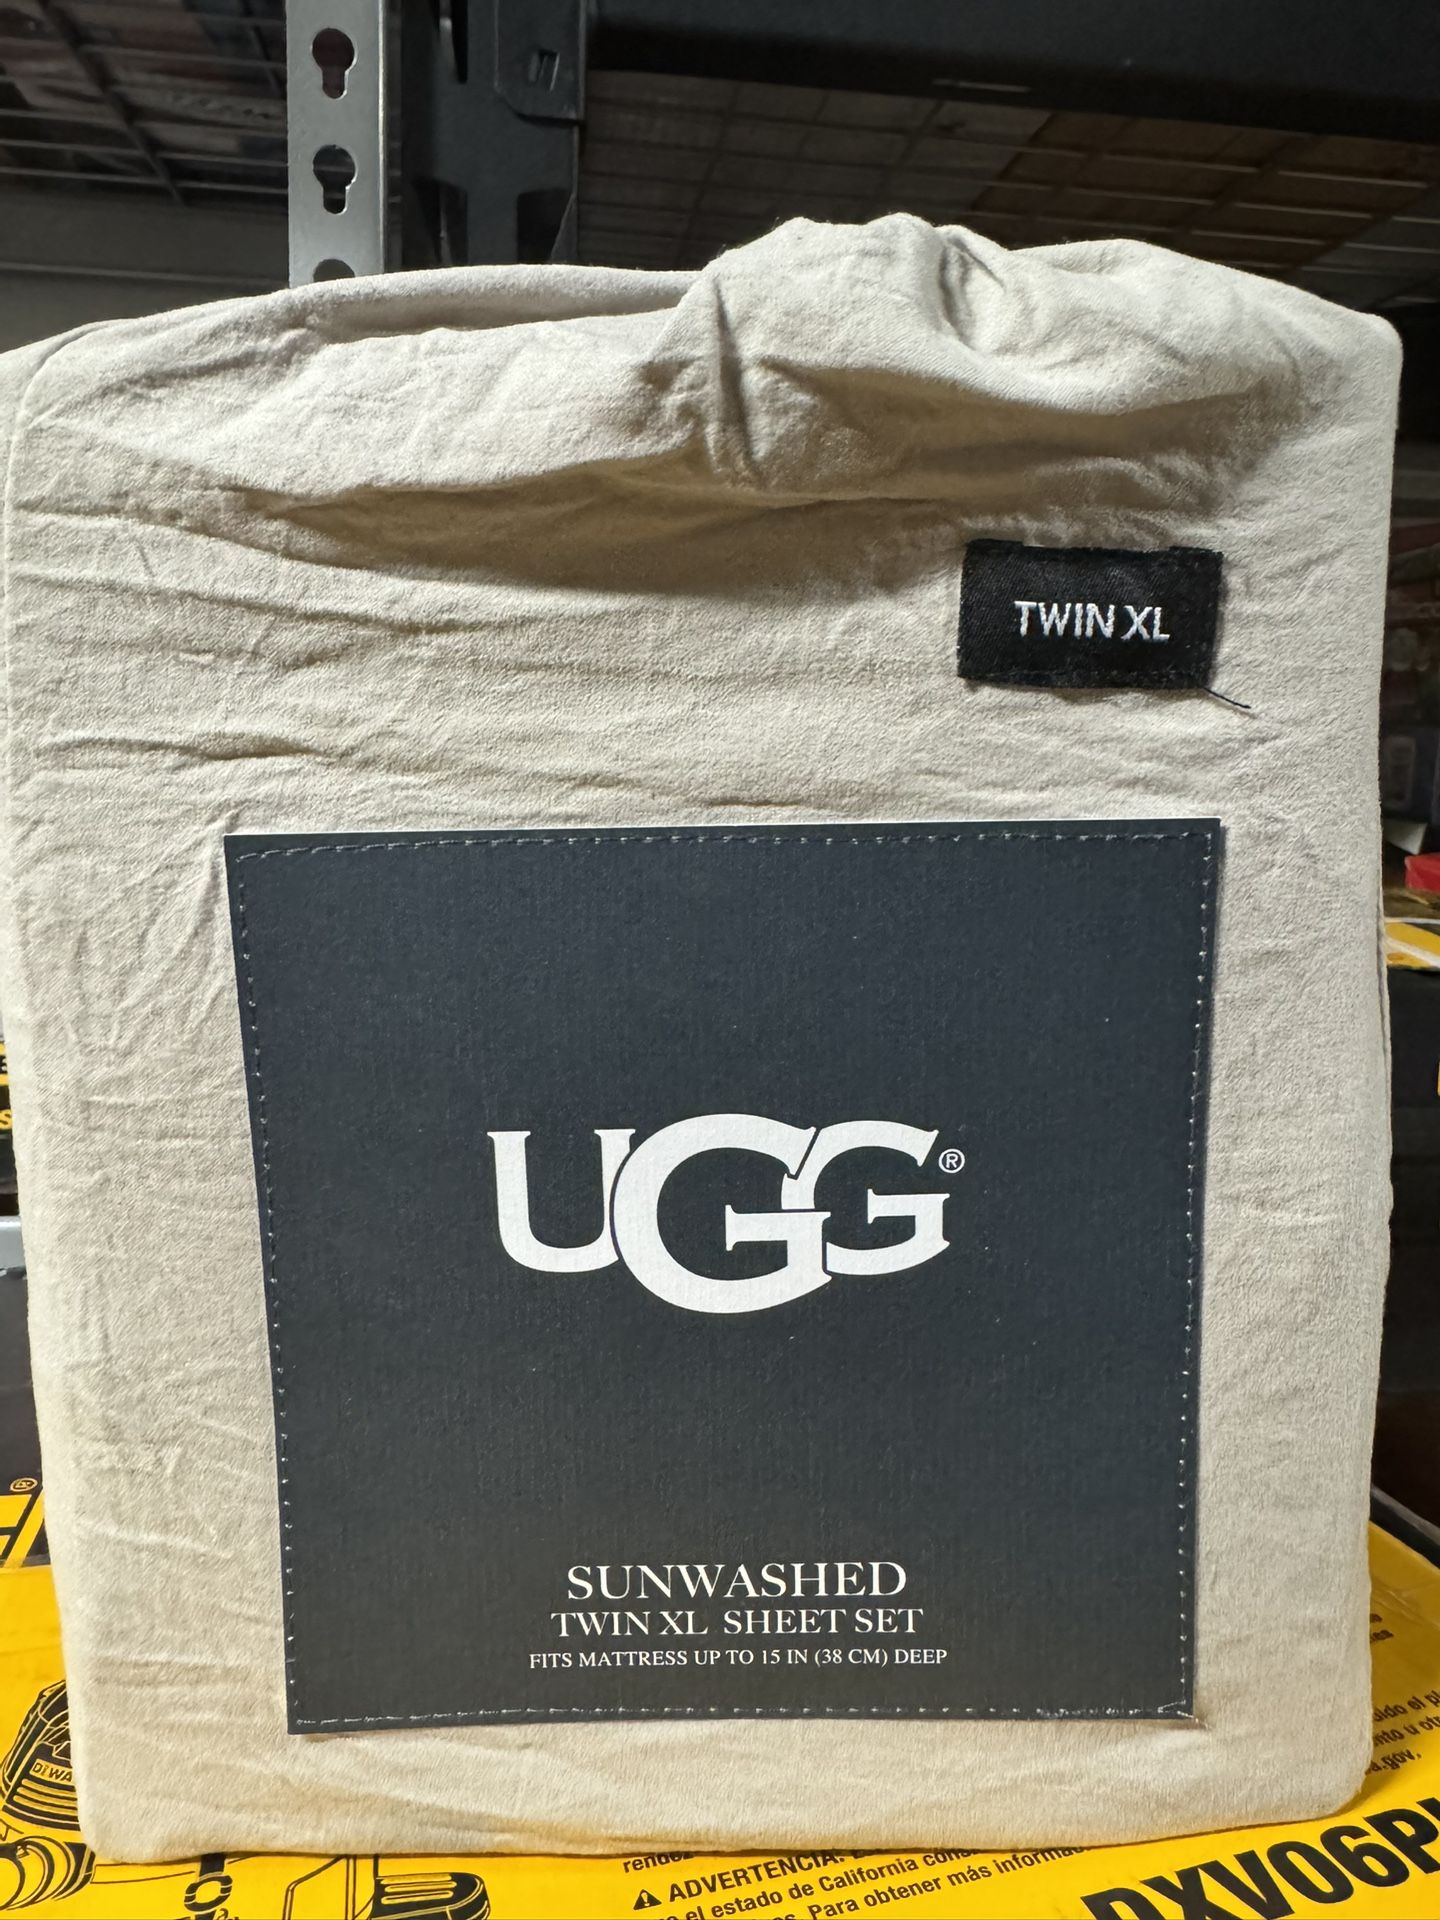 TWIN XL
UGG®
SUNWASHED
TWIN XL SHEET SET
FITS MATTRESS UP TO 15 IN (38 CM) DEEP
ADVERTENCIA:
el estado de California
Para obtener más
DXV06P